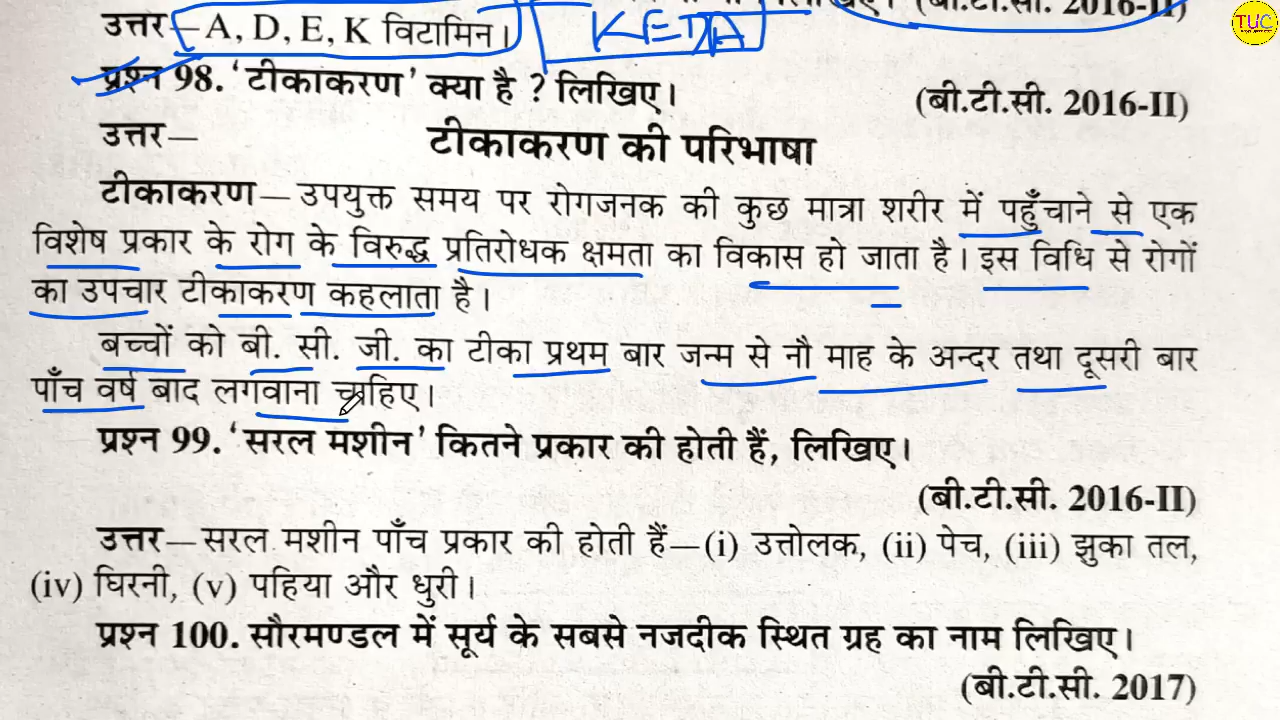 लिखिए। (बी.टी.सी. 2016-II)
उत्तर–A, D, E, K विटामिन। KEDA
TUC
प्रश्न 98. ‘टीकाकरण’ क्या है ? लिखिए।
(बी.टी.सी. 2016-II)
उत्तर– टीकाकरण की परिभाषा
टीकाकरण– उपयुक्त समय पर रोगजनक की कुछ मात्रा शरीर में पहुँचाने से एक
विशेष प्रकार के रोग के विरुद्ध प्रतिरोधक क्षमता का विकास हो जाता है। इस विधि से रोगों
का उपचार टीकाकरण कहलाता है।
बच्चों को बी. सी. जी. का टीका प्रथम बार जन्म से नौ माह के अन्दर तथा दूसरी बार
पाँच वर्ष बाद लगवाना चाहिए।
प्रश्न 99. ‘सरल मशीन’ कितने प्रकार की होती हैं, लिखिए।
(बी.टी.सी. 2016-II)
उत्तर–सरल मशीन पाँच प्रकार की होती हैं–(i) उत्तोलक, (ii) पेच, (iii) झुका तल,
(iv) घिरनी, (v) पहिया और धुरी।
प्रश्न 100. सौरमण्डल में सूर्य के सबसे नजदीक स्थित ग्रह का नाम लिखिए।
(बी.टी.सी. 2017)